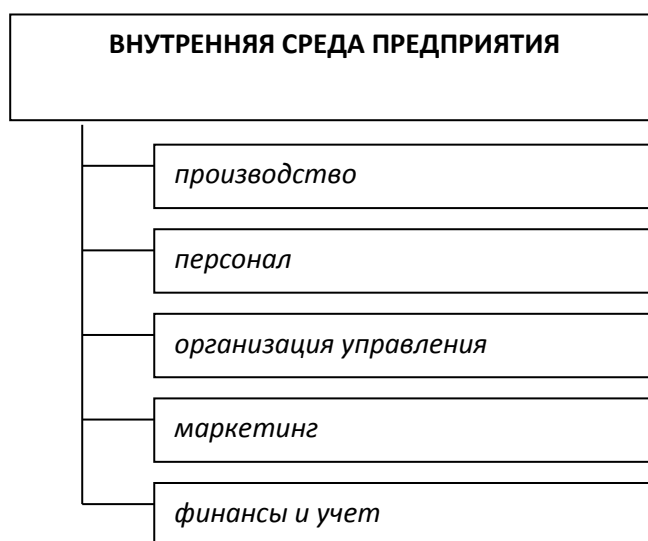 ВНУТРЕННЯЯ СРЕДА ПРЕДПРИЯТИЯ
производство
персонал
организация управления
маркетинг
финансы и учет